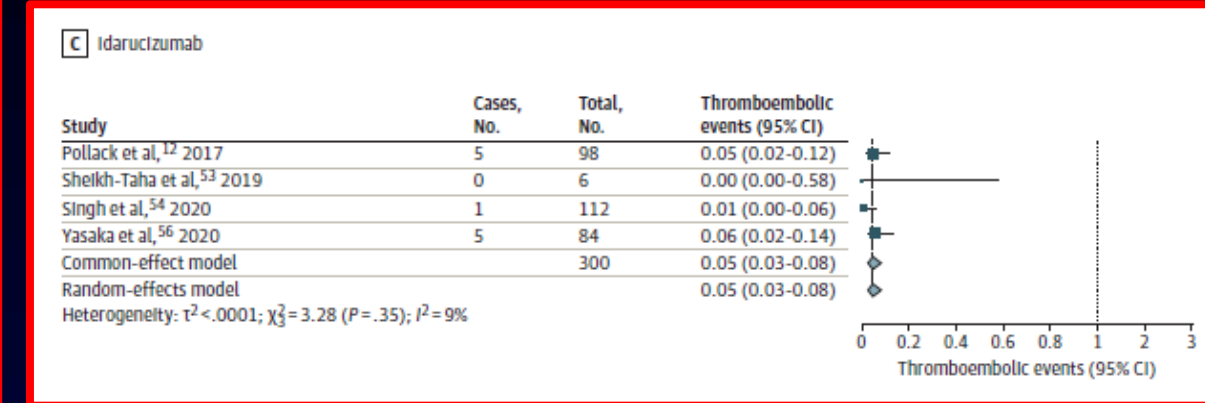 C Idarucizumab
Study Cases, No. Total, No. Thromboembolic events (95% CI)
Pollack et al,12 2017 5 98 0.05 (0.02-0.12)
Sheikh-Taha et al,53 2019 0 6 0.00 (0.00-0.58)
Singh et al,54 2020 1 112 0.01 (0.00-0.06)
Yasaka et al,56 2020 5 84 0.06 (0.02-0.14)
Common-effect model 300 0.05 (0.03-0.08)
Random-effects model 0.05 (0.03-0.08)
Heterogeneity: τ2<.0001; χ23=3.28 (P=.35); I2=9%
0 0.2 0.4 0.6 0.8 1 2 3
Thromboembolic events (95% CI)